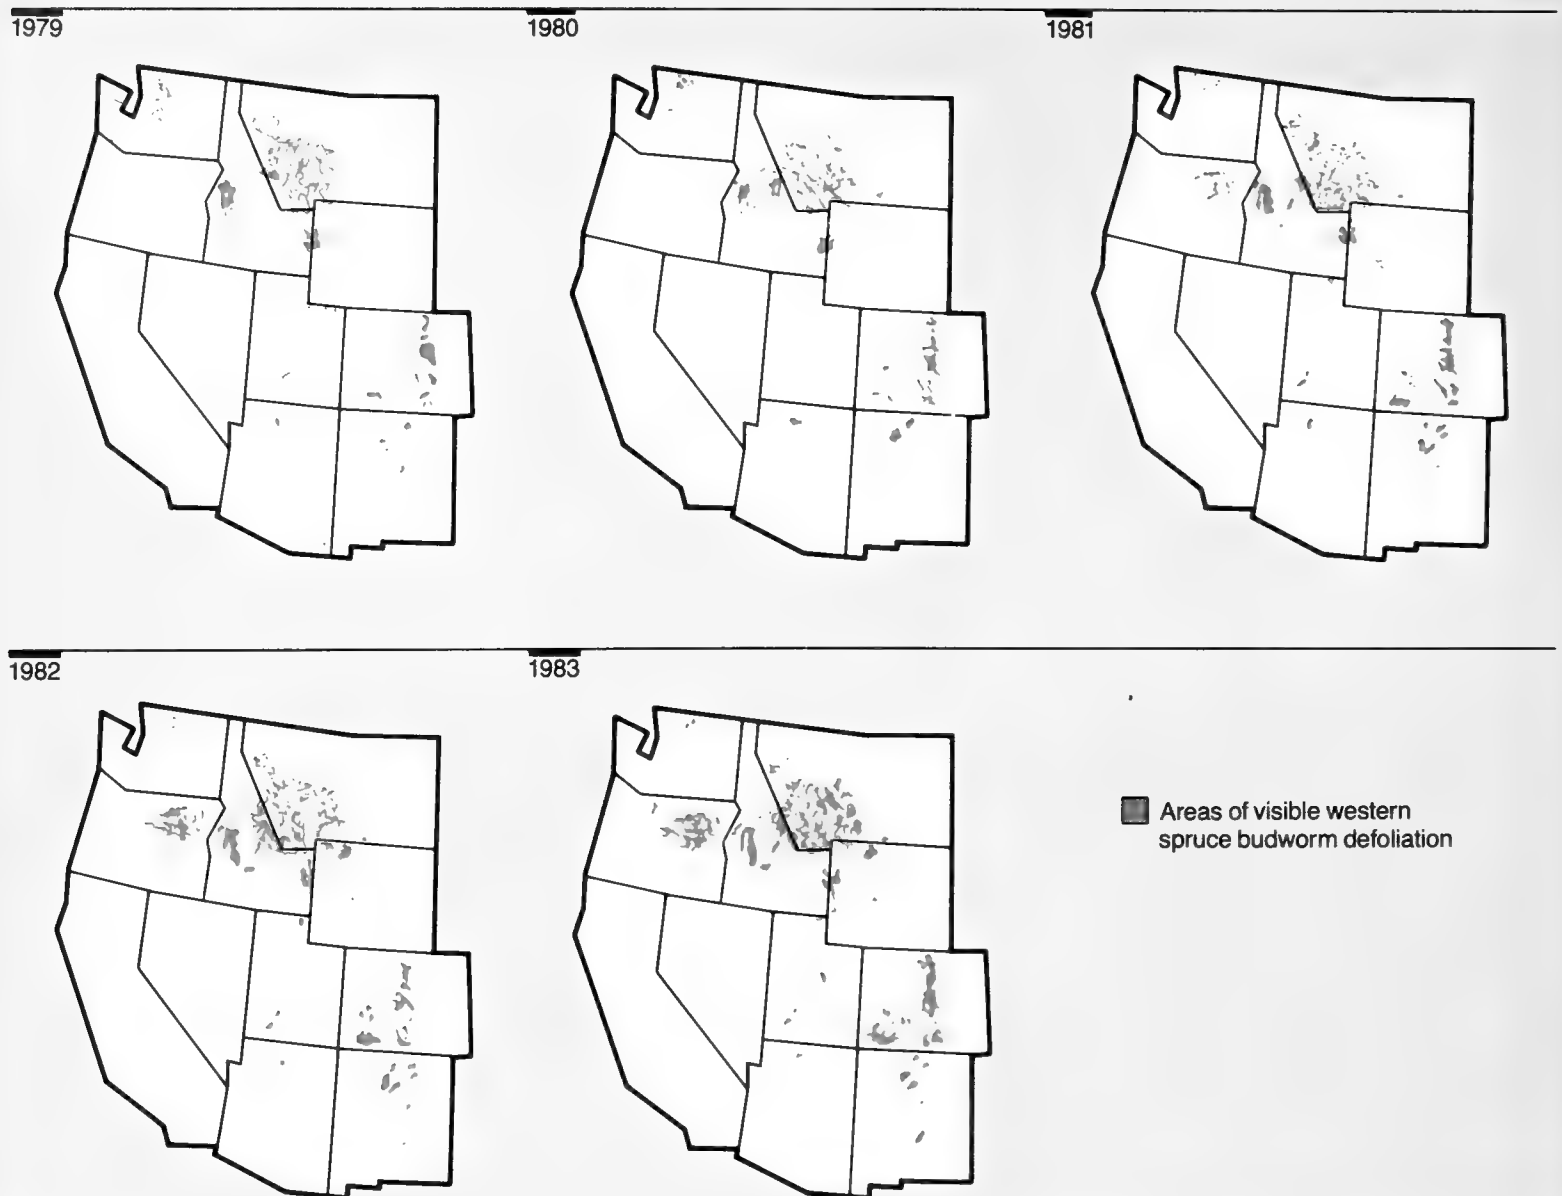 1979
1980
1981
1982
1983
Areas of visible western
spruce budworm defoliation